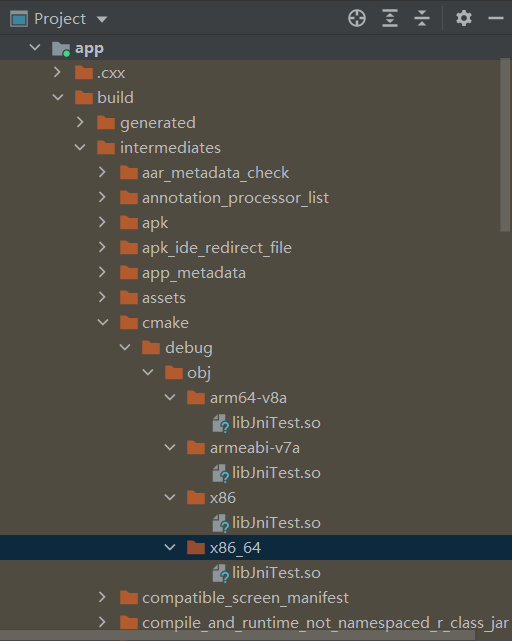 Project
app
.cxx
build
generated
intermediates
aar_metadata_check
annotation_processor_list
apk
apk_ide_redirect_file
app_metadata
assets
cmake
debug
obj
arm64-v8a
libJniTest.so
armeabi-v7a
libJniTest.so
x86
libJniTest.so
x86_64
libJniTest.so
compatible_screen_manifest
compile_and_runtime_not_namespaced_r_class_jar